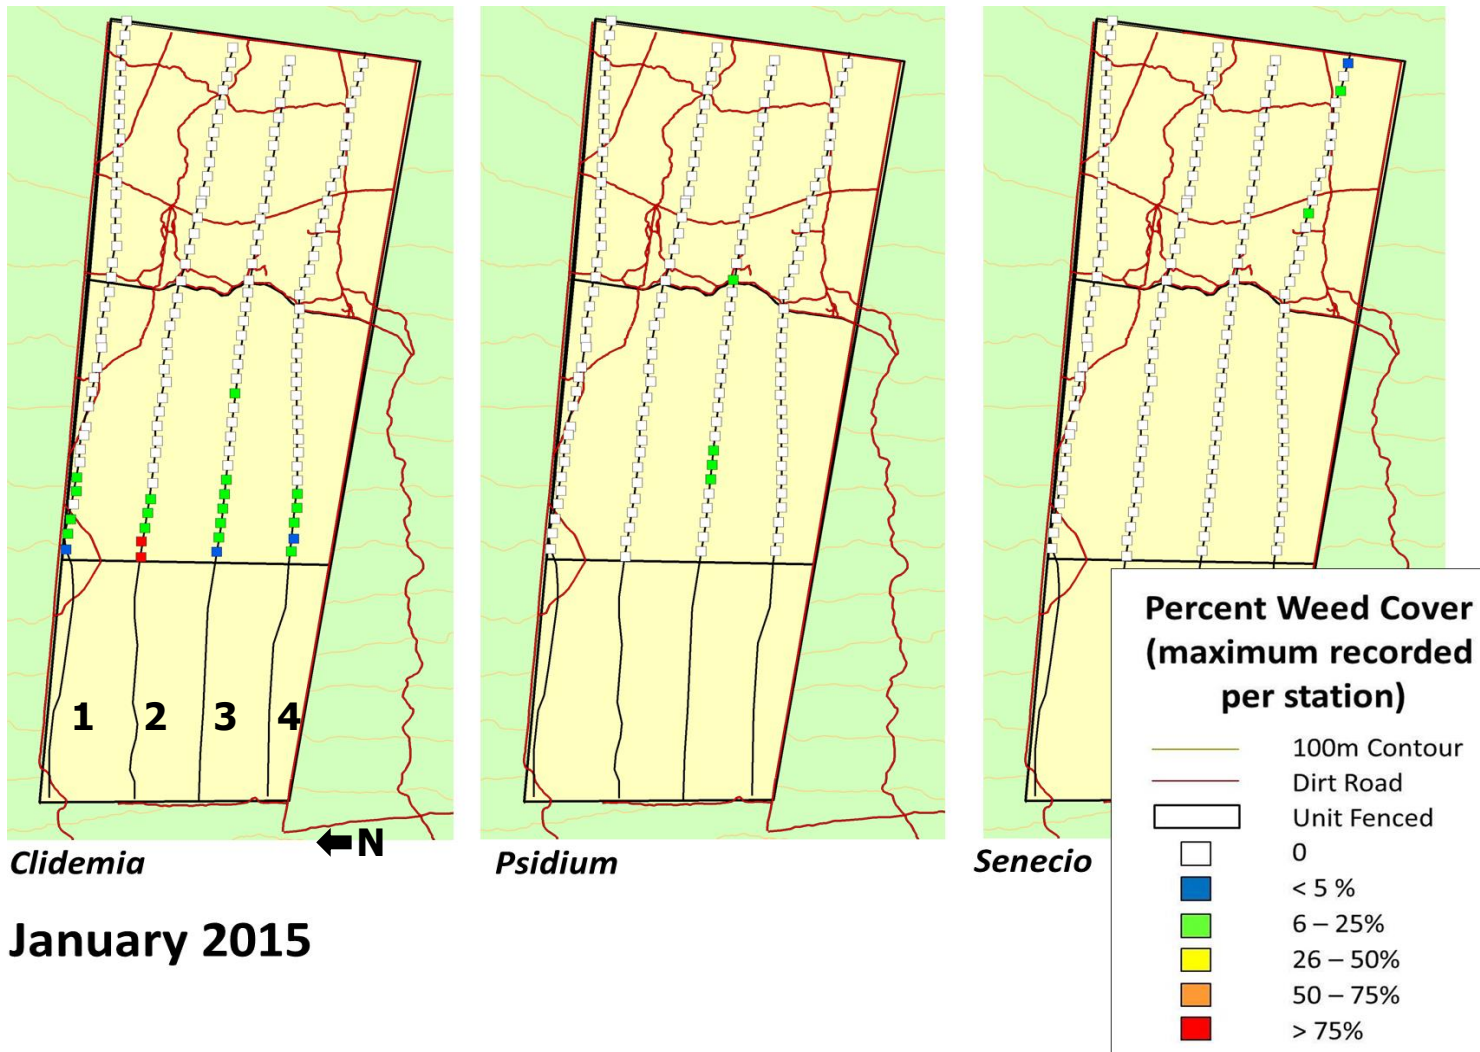 1 2 3 4
N
Clidemia
Psidium
Senecio
January 2015
Percent Weed Cover
(maximum recorded
per station)
100m Contour
Dirt Road
Unit Fenced
0
< 5 %
6 – 25%
26 – 50%
50 – 75%
> 75%